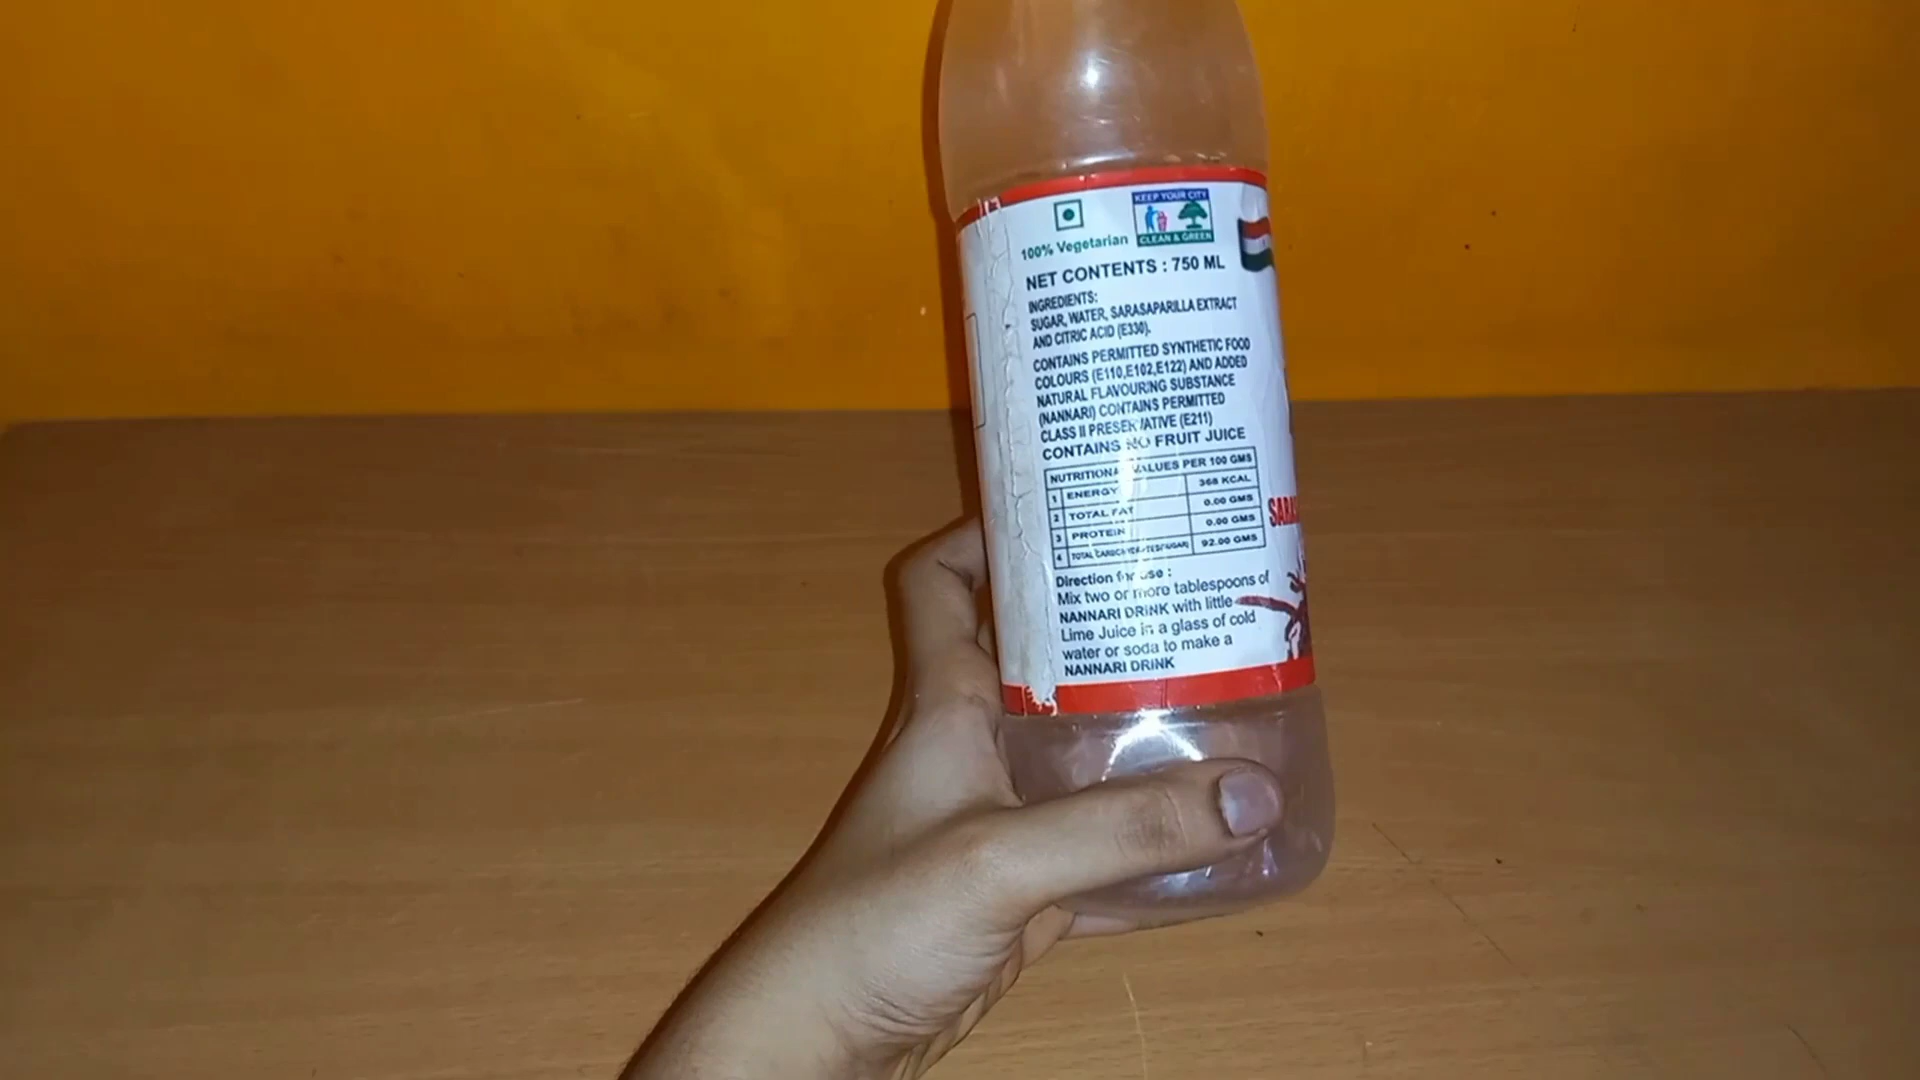 KEEP YOUR CITY
CLEAN & GREEN
100% Vegetarian
NET CONTENTS : 750 ML
INGREDIENTS:
SUGAR, WATER, SARASAPARILLA EXTRACT
AND CITRIC ACID (E330).
CONTAINS PERMITTED SYNTHETIC FOOD
COLOURS (E110,E102,E122) AND ADDED
NATURAL FLAVOURING SUBSTANCE
(NANNARI) CONTAINS PERMITTED
CLASS II PRESERVATIVE (E211)
CONTAINS NO FRUIT JUICE
NUTRITIONAL VALUES PER 100 GMS
1 ENERGY 368 KCAL
2 TOTAL FAT 0.00 GMS
3 PROTEIN 0.00 GMS
4 TOTAL 92.00 GMS
Direction for use :
Mix two or more tablespoons of
NANNARI DRINK with little
Lime Juice in a glass of cold
water or soda to make a
NANNARI DRINK